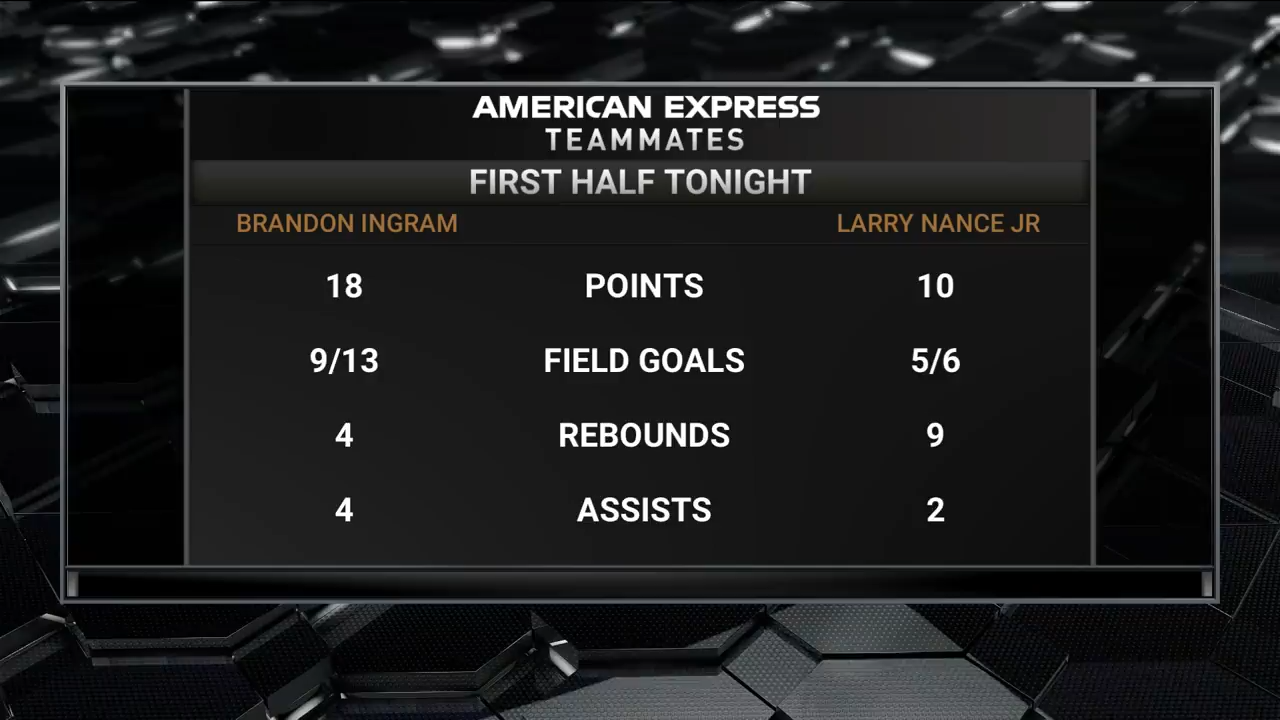 AMERICAN EXPRESS
TEAMMATES
FIRST HALF TONIGHT
BRANDON INGRAM LARRY NANCE JR
18 POINTS 10
9/13 FIELD GOALS 5/6
4 REBOUNDS 9
4 ASSISTS 2